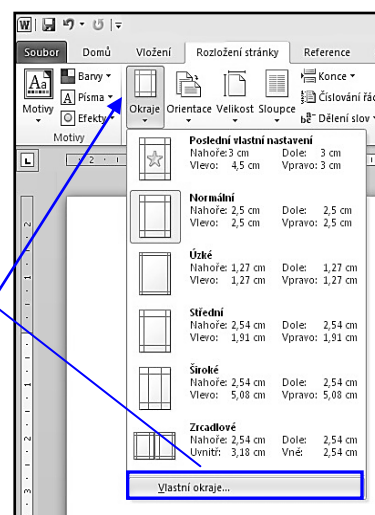 W
Soubor Domů Vložení Rozložení stránky Reference
Barvy
Písma
Efekty
Motivy
Okraje Orientace Velikost Sloupce
Konce
Číslování řác
Dělení slov
Motivy
L
2 1
Poslední vlastní nastavení
Nahoře: 3 cm Dole: 3 cm
Vlevo: 4,5 cm Vpravo: 3 cm
Normální
Nahoře: 2,5 cm Dole: 2,5 cm
Vlevo: 2,5 cm Vpravo: 2,5 cm
Úzké
Nahoře: 1,27 cm Dole: 1,27 cm
Vlevo: 1,27 cm Vpravo: 1,27 cm
Střední
Nahoře: 2,54 cm Dole: 2,54 cm
Vlevo: 1,91 cm Vpravo: 1,91 cm
Široké
Nahoře: 2,54 cm Dole: 2,54 cm
Vlevo: 5,08 cm Vpravo: 5,08 cm
Zrcadlové
Nahoře: 2,54 cm Dole: 2,54 cm
Uvnitř: 3,18 cm Vně: 2,54 cm
Vlastní okraje...